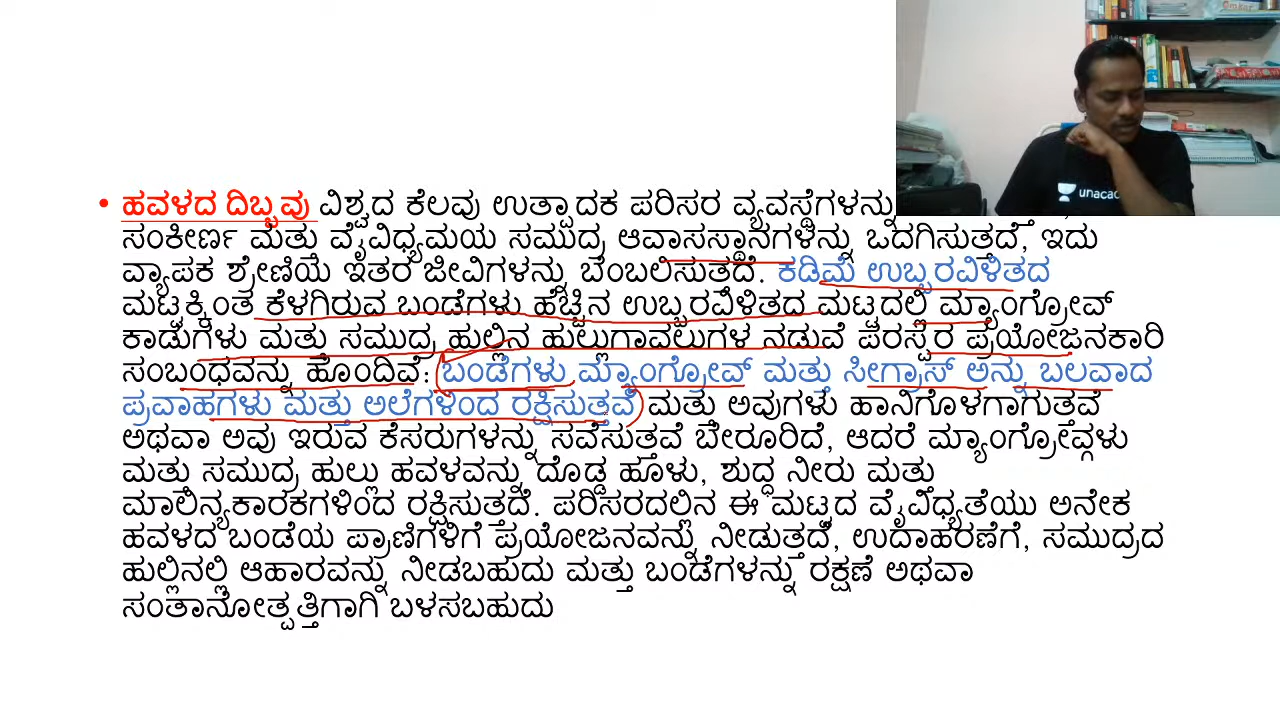 • ಹವಳದ ದಿಬ್ಬವು ವಿಶ್ವದ ಕೆಲವು ಉತ್ಪಾದಕ ಪರಿಸರ ವ್ಯವಸ್ಥೆಗಳನ್ನು
ಸಂಕೀರ್ಣ ಮತ್ತು ವೈವಿಧ್ಯಮಯ ಸಮುದ್ರ ಆವಾಸಸ್ಥಾನಗಳನ್ನು ಒದಗಿಸುತ್ತದೆ, ಇದು
ವ್ಯಾಪಕ ಶ್ರೇಣಿಯ ಇತರ ಜೀವಿಗಳನ್ನು ಬೆಂಬಲಿಸುತ್ತದೆ. ಕಡಿಮೆ ಉಬ್ಬರವಿಳಿತದ
ಮಟ್ಟಕ್ಕಿಂತ ಕೆಳಗಿರುವ ಬಂಡೆಗಳು ಹೆಚ್ಚಿನ ಉಬ್ಬರವಿಳಿತದ ಮಟ್ಟದಲ್ಲಿ ಮ್ಯಾಂಗ್ರೋವ್
ಕಾಡುಗಳು ಮತ್ತು ಸಮುದ್ರ ಹುಲ್ಲಿನ ಹುಲ್ಲುಗಾವಲುಗಳ ನಡುವೆ ಪರಸ್ಪರ ಪ್ರಯೋಜನಕಾರಿ
ಸಂಬಂಧವನ್ನು ಹೊಂದಿವೆ: ಬಂಡೆಗಳು ಮ್ಯಾಂಗ್ರೋವ್ ಮತ್ತು ಸೀಗ್ರಾಸ್ ಅನ್ನು ಬಲವಾದ
ಪ್ರವಾಹಗಳು ಮತ್ತು ಅಲೆಗಳಿಂದ ರಕ್ಷಿಸುತ್ತವೆ ಮತ್ತು ಅವುಗಳು ಹಾನಿಗೊಳಗಾಗುತ್ತವೆ
ಅಥವಾ ಅವು ಇರುವ ಕೆಸರುಗಳನ್ನು ಸವೆಸುತ್ತವೆ ಬೇರೂರಿದೆ, ಆದರೆ ಮ್ಯಾಂಗ್ರೋವ್ಗಳು
ಮತ್ತು ಸಮುದ್ರ ಹುಲ್ಲು ಹವಳವನ್ನು ದೊಡ್ಡ ಹೂಳು, ಶುದ್ಧ ನೀರು ಮತ್ತು
ಮಾಲಿನ್ಯಕಾರಕಗಳಿಂದ ರಕ್ಷಿಸುತ್ತದೆ. ಪರಿಸರದಲ್ಲಿನ ಈ ಮಟ್ಟದ ವೈವಿಧ್ಯತೆಯು ಅನೇಕ
ಹವಳದ ಬಂಡೆಯ ಪ್ರಾಣಿಗಳಿಗೆ ಪ್ರಯೋಜನವನ್ನು ನೀಡುತ್ತದೆ, ಉದಾಹರಣೆಗೆ, ಸಮುದ್ರದ
ಹುಲ್ಲಿನಲ್ಲಿ ಆಹಾರವನ್ನು ನೀಡಬಹುದು ಮತ್ತು ಬಂಡೆಗಳನ್ನು ರಕ್ಷಣೆ ಅಥವಾ
ಸಂತಾನೋತ್ಪತ್ತಿಗಾಗಿ ಬಳಸಬಹುದು
unaca